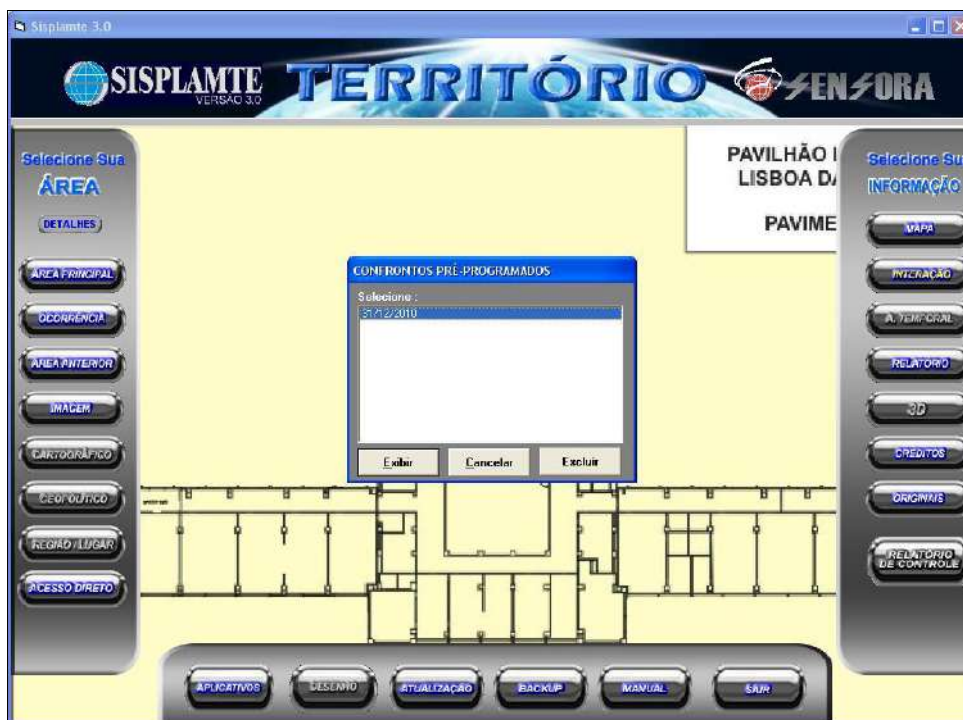 Sisplamte 3.0
SISPLAMTE
VERSÃO 3.0
TERRITÓRIO
SENSORA
Selecione Sua
ÁREA
DETALHES
ÁREA PRINCIPAL
OCORRÊNCIA
ÁREA ANTERIOR
IMAGEM
CARTOGRÁFICO
GEOPOLÍTICO
REGIÃO / LUGAR
ACESSO DIRETO
PAVILHÃO
LISBOA DA
PAVIME
CONFRONTOS PRÉ-PROGRAMADOS
Selecione :
31/12/2010
Exibir
Cancelar
Excluir
Selecione Su
INFORMAÇÃO
MAPA
INTERAÇÃO
A. TEMPORAL
RELATÓRIO
3D
CRÉDITOS
ORIGINAIS
RELATÓRIO
DE CONTROLE
APLICATIVOS
DESENHO
ATUALIZAÇÃO
BACKUP
MANUAL
SAIR